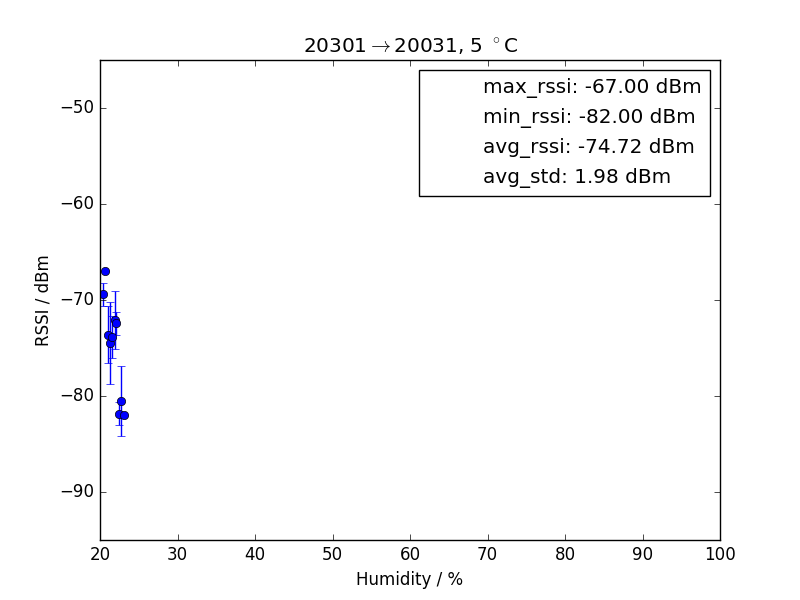 20301→20031, 5 °C
max_rssi: -67.00 dBm
min_rssi: -82.00 dBm
avg_rssi: -74.72 dBm
avg_std: 1.98 dBm
RSSI / dBm
−50
−60
−70
−80
−90
20 30 40 50 60 70 80 90 100
Humidity / %